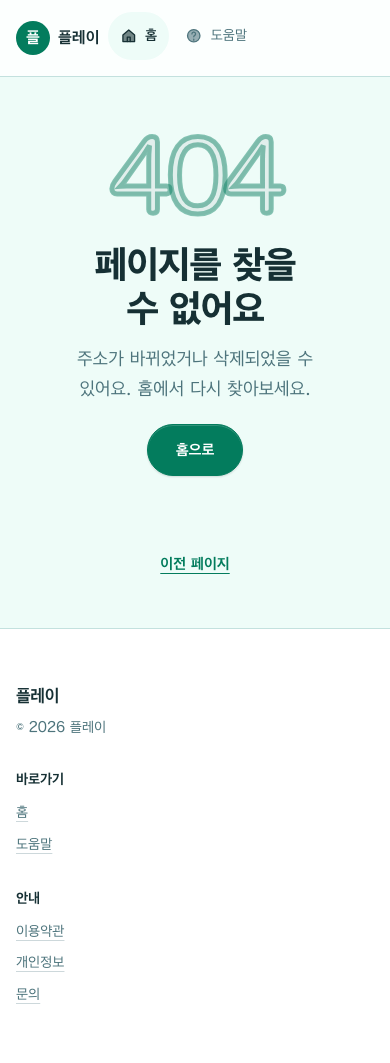 플 플레이 홈 도움말
404
페이지를 찾을
수 없어요
주소가 바뀌었거나 삭제되었을 수
있어요. 홈에서 다시 찾아보세요.
홈으로
이전 페이지
플레이
© 2026 플레이
바로가기
홈
도움말
안내
이용약관
개인정보
문의